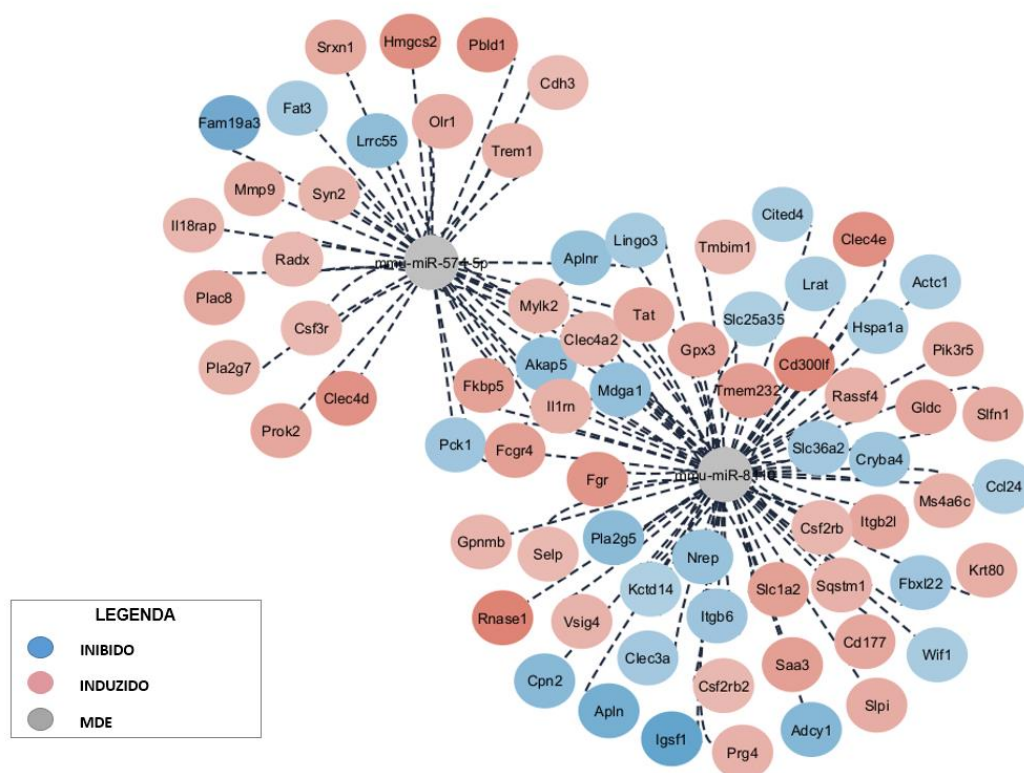 Srxn1
Hmgcs2
Pbld1
Cdh3
Fam19a3
Fat3
Lrrc55
Olr1
Trem1
Mmp9
Syn2
Il18rap
Radx
mmu-miR-574-5p
Plac8
Csf3r
Pla2g7
Clec4d
Prok2
Aplnr
Lingo3
Tmbim1
Cited4
Clec4e
Mylk2
Clec4a2
Tat
Slc25a35
Lrat
Actc1
Hspa1a
Akap5
Gpx3
Cd300lf
Pik3r5
Fkbp5
Il1rn
Mdga1
Tmem232
Rassf4
Gldc
Slfn1
Pck1
Fcgr4
Slc36a2
Cryba4
Fgr
Ccl24
Ms4a6c
Gpnmb
Selp
Pla2g5
Nrep
Csf2rb
Itgb2l
Kctd14
Itgb6
Slc1a2
Sqstm1
Fbxl22
Krt80
Rnase1
Vsig4
Clec3a
Cd177
Wif1
Cpn2
Csf2rb2
Saa3
Apln
Slpi
Igsf1
Prg4
Adcy1
LEGENDA
INIBIDO
INDUZIDO
MDE